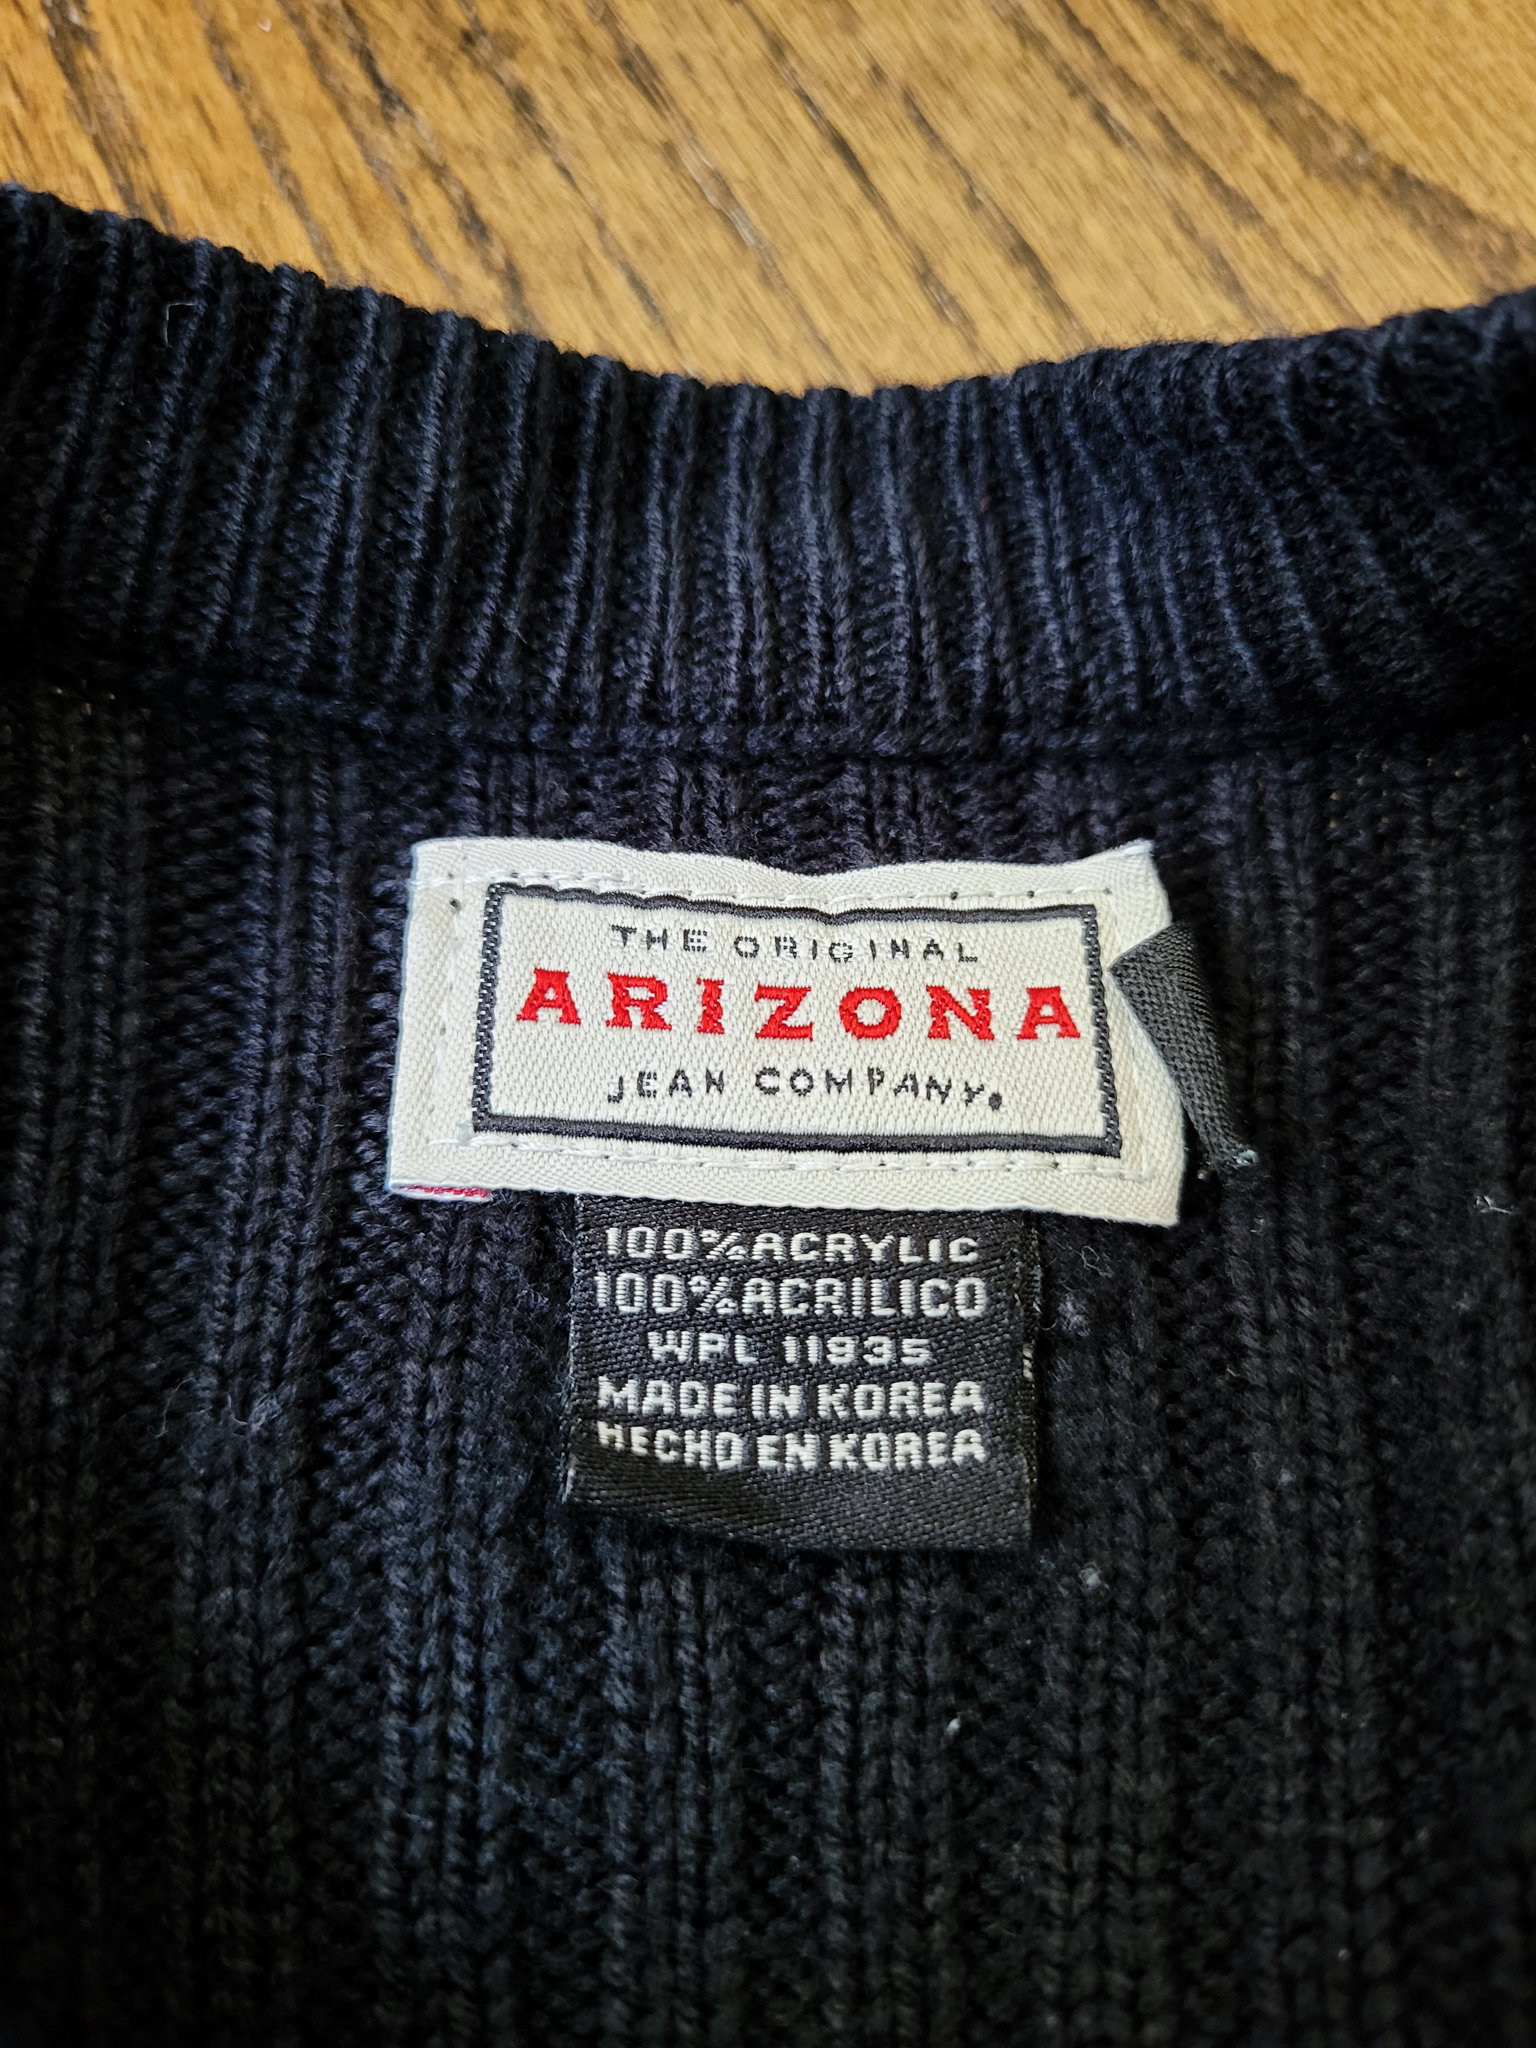 THE ORIGINAL
ARIZONA
JEAN COMPANY.
100% ACRYLIC
100% ACRILICO
WPL 11935
MADE IN KOREA
HECHO EN KOREA